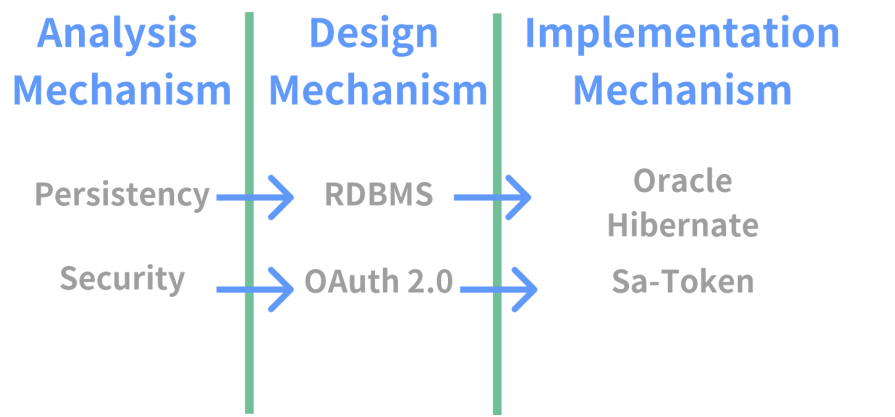 Analysis
Mechanism
Design
Mechanism
Implementation
Mechanism
Persistency
RDBMS
Oracle
Hibernate
Security
OAuth 2.0
Sa-Token